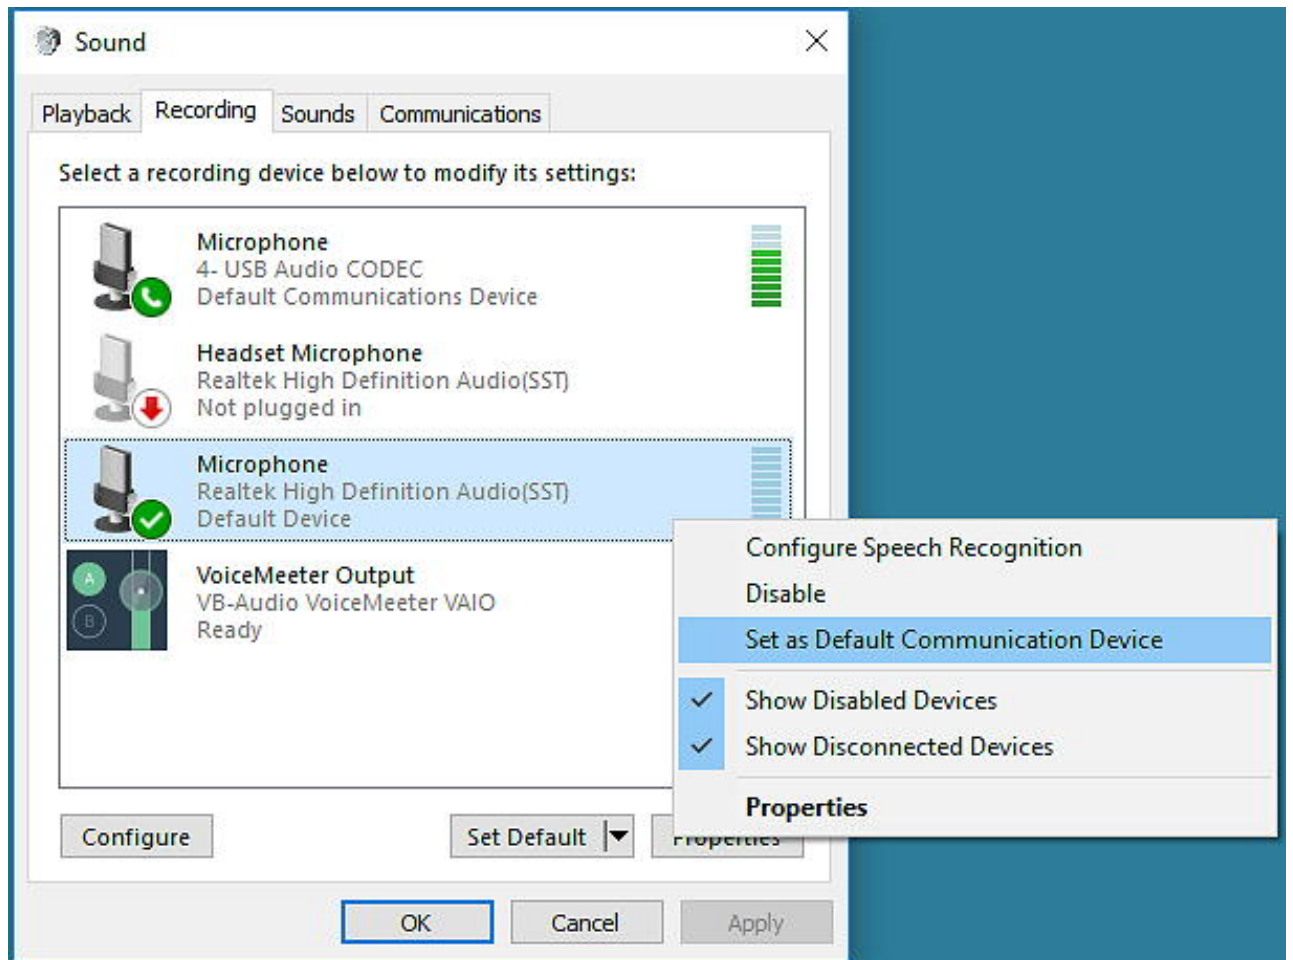 Sound
Playback Recording Sounds Communications
Select a recording device below to modify its settings:
Microphone
4- USB Audio CODEC
Default Communications Device
Headset Microphone
Realtek High Definition Audio(SST)
Not plugged in
Microphone
Realtek High Definition Audio(SST)
Default Device
A
B
VoiceMeeter Output
VB-Audio VoiceMeeter VAIO
Ready
Configure Speech Recognition
Disable
Set as Default Communication Device
Show Disabled Devices
Show Disconnected Devices
Properties
Configure Set Default Properties
OK Cancel Apply